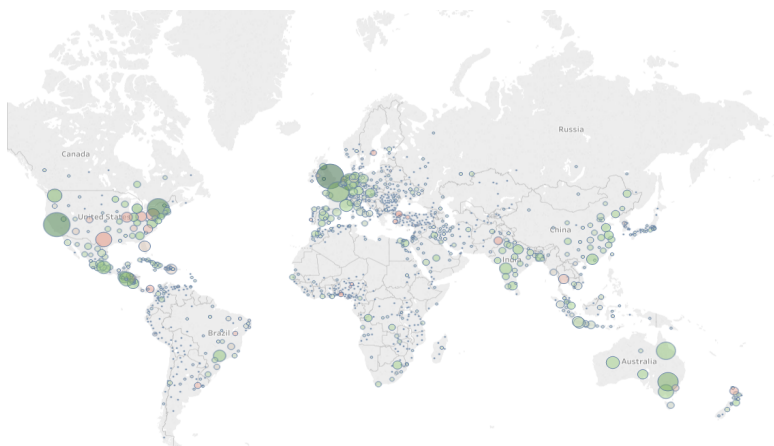 Russia
Canada
United States
China
India
Brazil
Australia